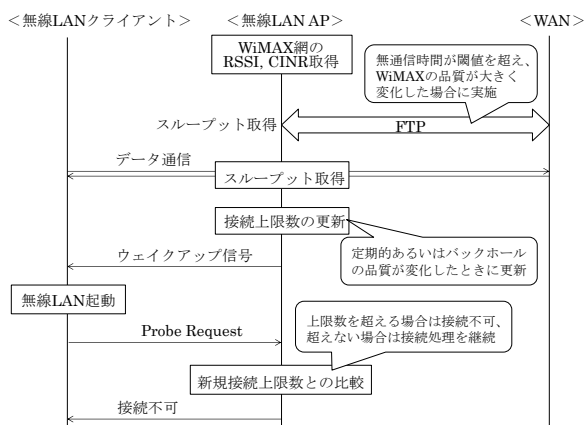 ＜無線LANクライアント＞
＜無線LAN AP＞
＜WAN＞
WiMAX網の
RSSI, CINR取得
無通信時間が閾値を超え、
WiMAXの品質が大きく
変化した場合に実施
スループット取得
FTP
データ通信
スループット取得
接続上限数の更新
定期的あるいはバックホール
の品質が変化したときに更新
ウェイクアップ信号
無線LAN起動
上限数を超える場合は接続不可、
超えない場合は接続処理を継続
Probe Request
新規接続上限数との比較
接続不可